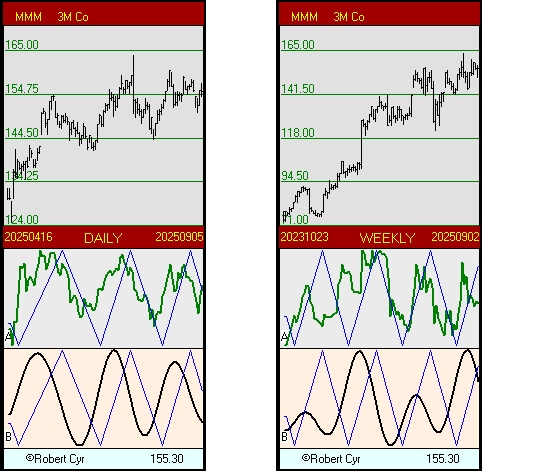 MMM 3M Co
165.00
154.75
144.50
134.25
124.00
20250416 DAILY 20250905
A
B
©Robert Cyr 155.30
MMM 3M Co
165.00
141.50
118.00
94.50
71.00
20231023 WEEKLY 20250902
A
B
©Robert Cyr 155.30